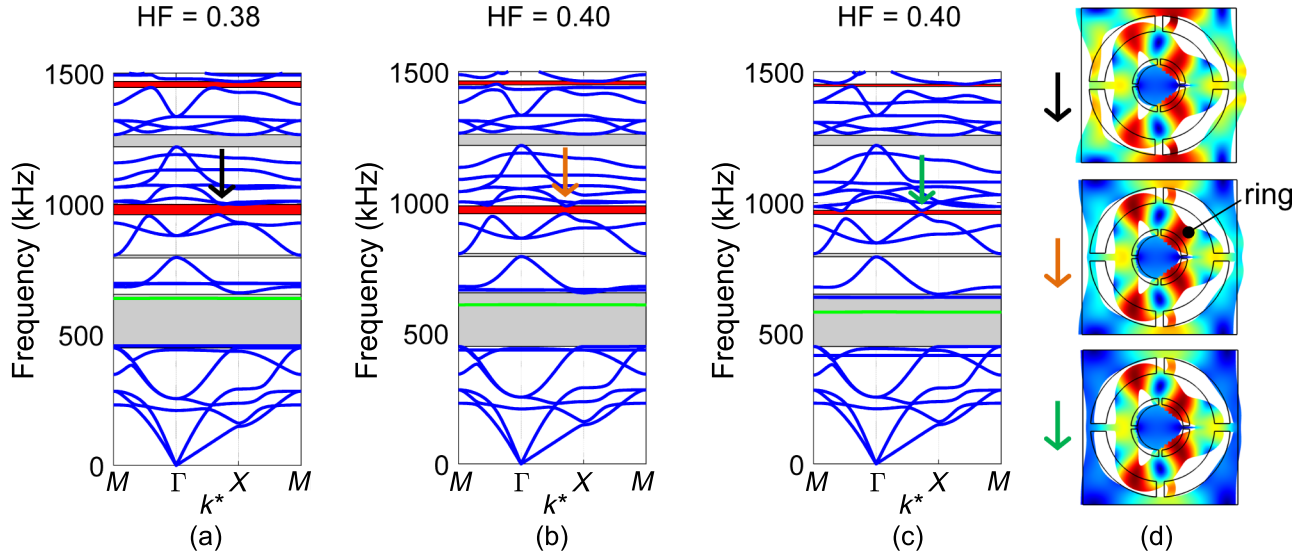 HF = 0.38
HF = 0.40
HF = 0.40
Frequency (kHz)
1500
1000
500
0
M Γ X M
k*
(a)
Frequency (kHz)
1500
1000
500
0
M Γ X M
k*
(b)
Frequency (kHz)
1500
1000
500
0
M Γ X M
k*
(c)
ring
(d)